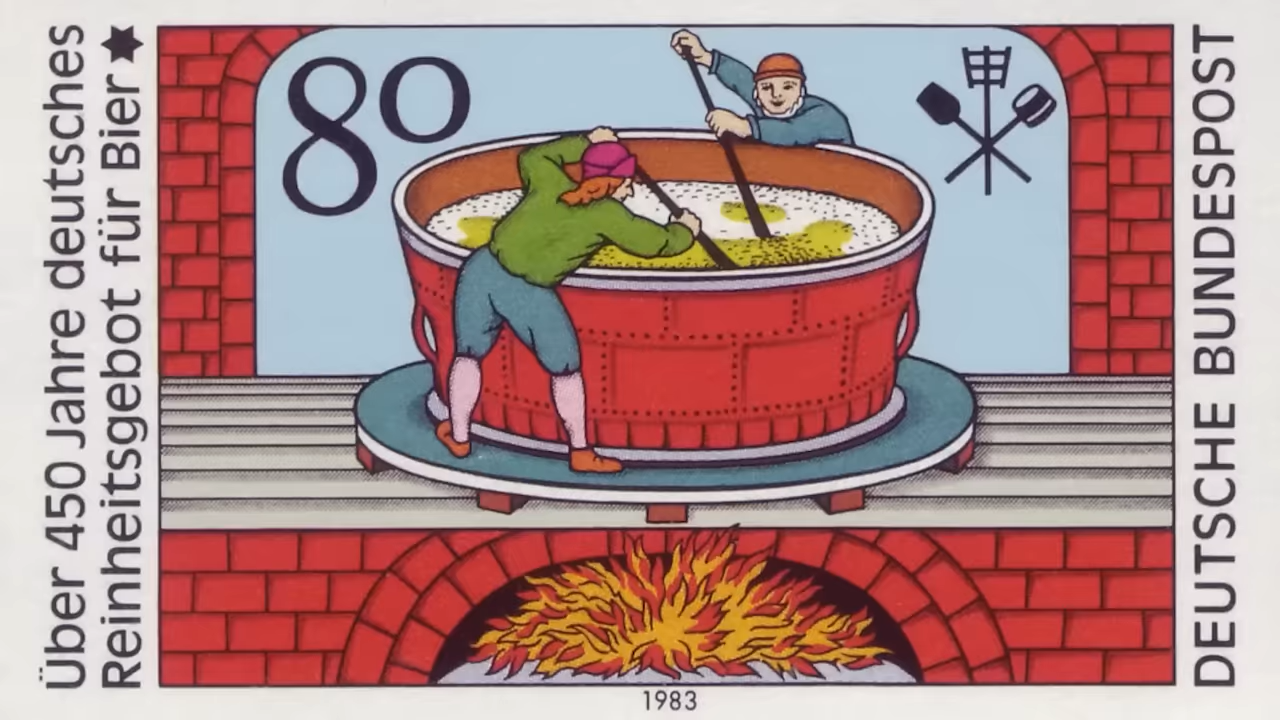 Über 450 Jahre deutsches
Reinheitsgebot für Bier
80
DEUTSCHE BUNDESPOST
1983